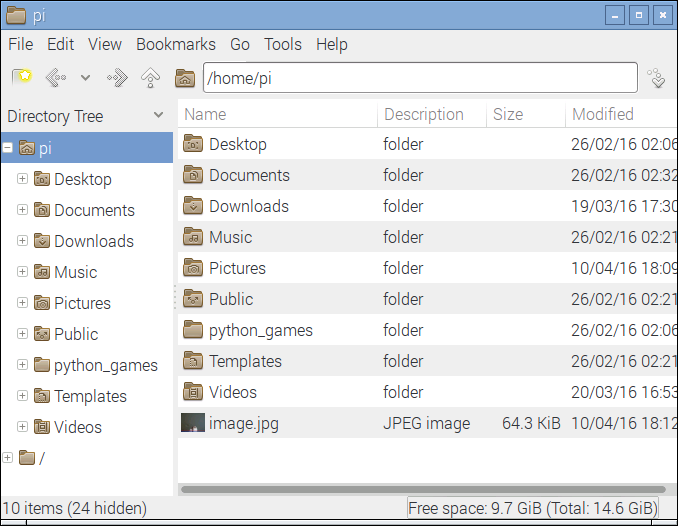 pi
File Edit View Bookmarks Go Tools Help
/home/pi
Directory Tree
Name Description Size Modified
pi
Desktop
Documents
Downloads
Music
Pictures
Public
python_games
Templates
Videos
/
Desktop folder 26/02/16 02:06
Documents folder 26/02/16 02:32
Downloads folder 19/03/16 17:30
Music folder 26/02/16 02:21
Pictures folder 10/04/16 18:09
Public folder 26/02/16 02:21
python_games folder 26/02/16 02:06
Templates folder 26/02/16 02:21
Videos folder 20/03/16 16:53
image.jpg JPEG image 64.3 KiB 10/04/16 18:12
10 items (24 hidden) Free space: 9.7 GiB (Total: 14.6 GiB)